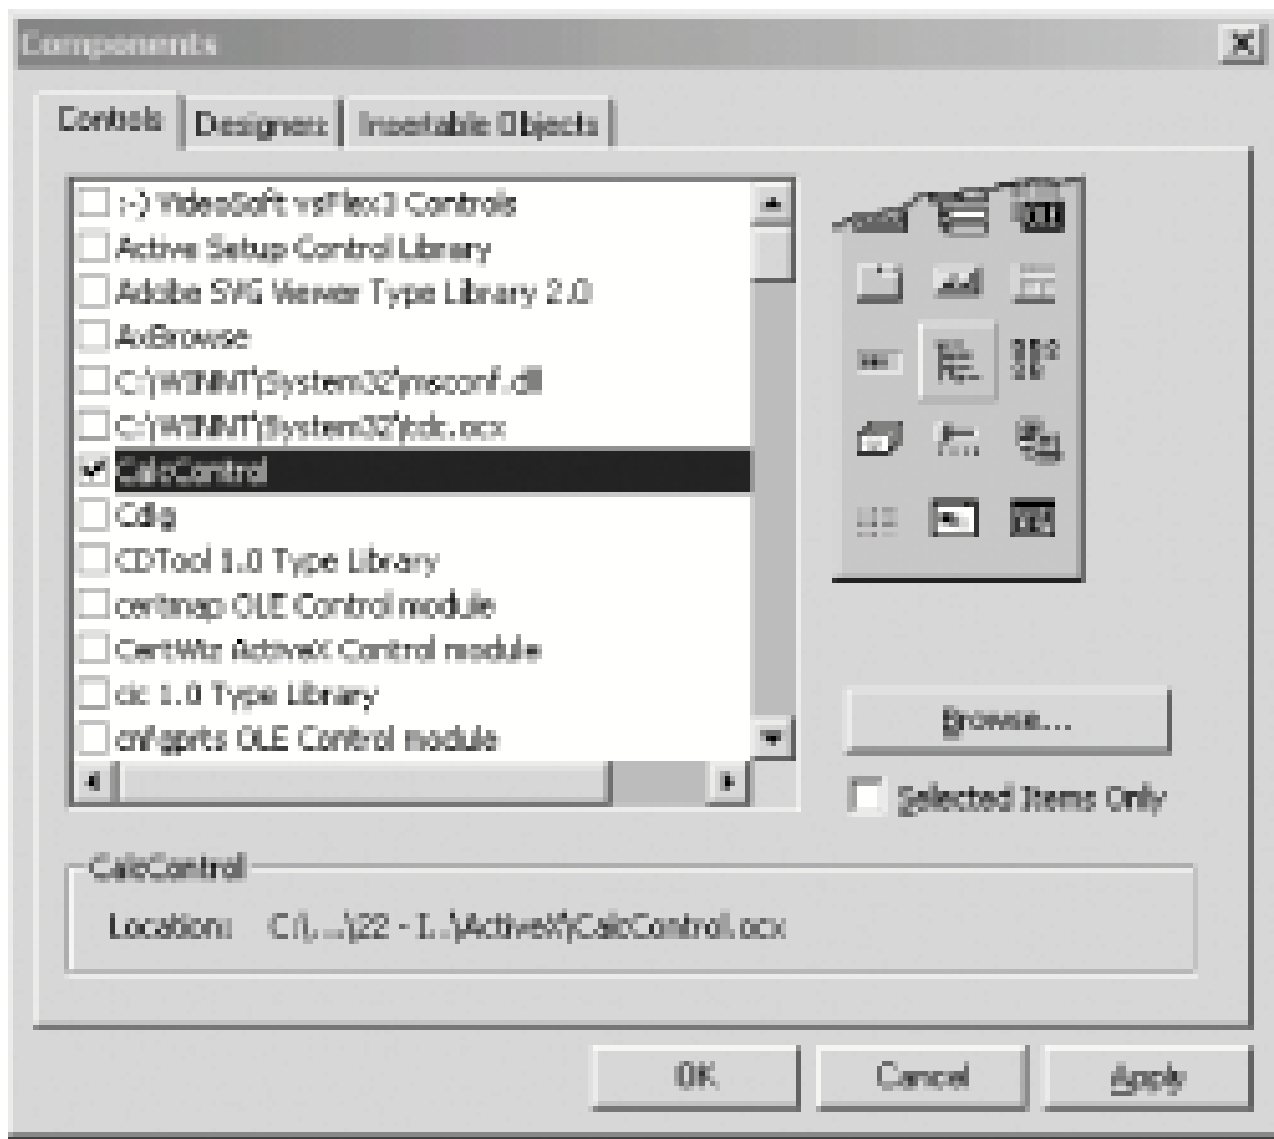 Components
Controls
Designers
Insertable Objects
:-) VideoSoft vsFlex3 Controls
Active Setup Control Library
Adobe SVG Viewer Type Library 2.0
AxBrowse
C:\WINNT\System32\msconf.dll
C:\WINNT\System32\tdc.ocx
CalcControl
Cdlg
CDTool 1.0 Type Library
certmap OLE Control module
CertWiz ActiveX Control module
cic 1.0 Type Library
cnfgprts OLE Control module
Browse...
Selected Items Only
CalcControl
Location: C:\...\22 - I..\ActiveX\CalcControl.ocx
OK
Cancel
Apply